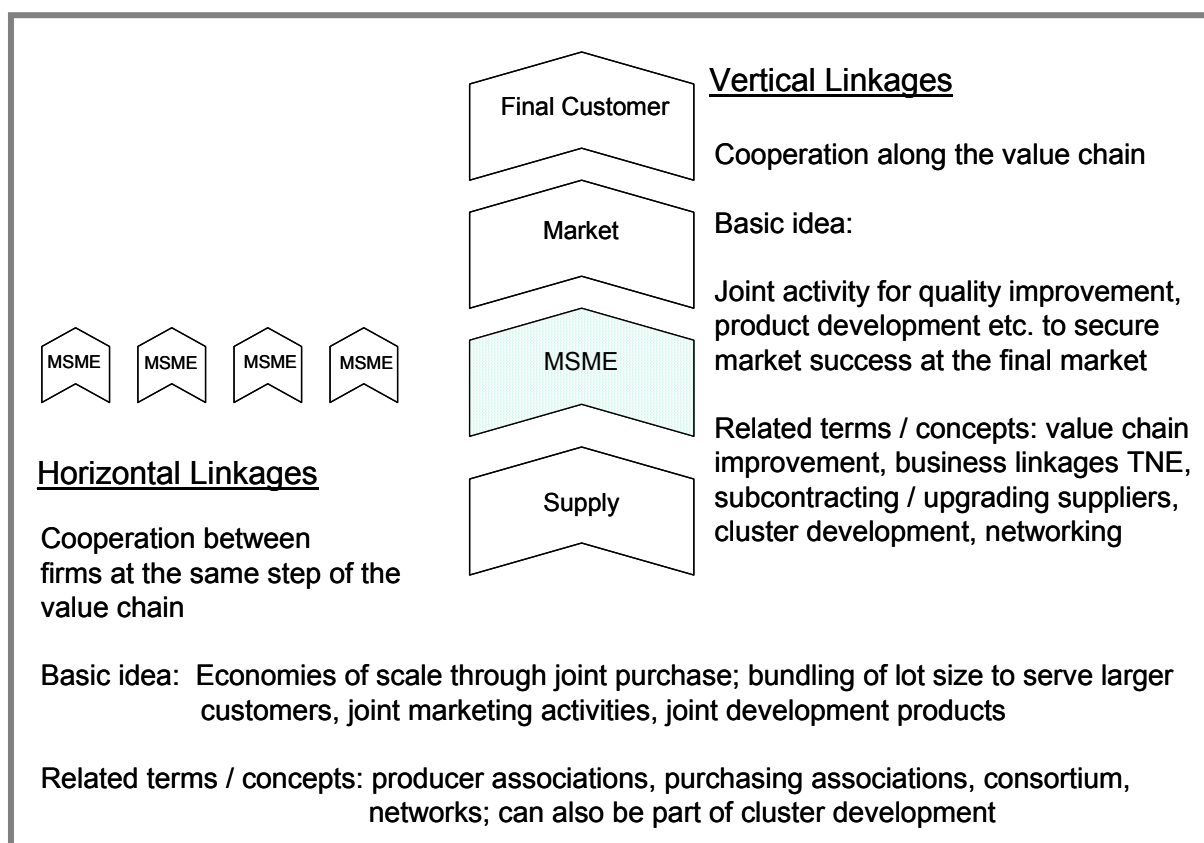 Final Customer
Market
MSME
Supply
Vertical Linkages
Cooperation along the value chain
Basic idea:
Joint activity for quality improvement,
product development etc. to secure
market success at the final market
Related terms / concepts: value chain
improvement, business linkages TNE,
subcontracting / upgrading suppliers,
cluster development, networking
MSME MSME MSME MSME
Horizontal Linkages
Cooperation between
firms at the same step of the
value chain
Basic idea: Economies of scale through joint purchase; bundling of lot size to serve larger
customers, joint marketing activities, joint development products
Related terms / concepts: producer associations, purchasing associations, consortium,
networks; can also be part of cluster development